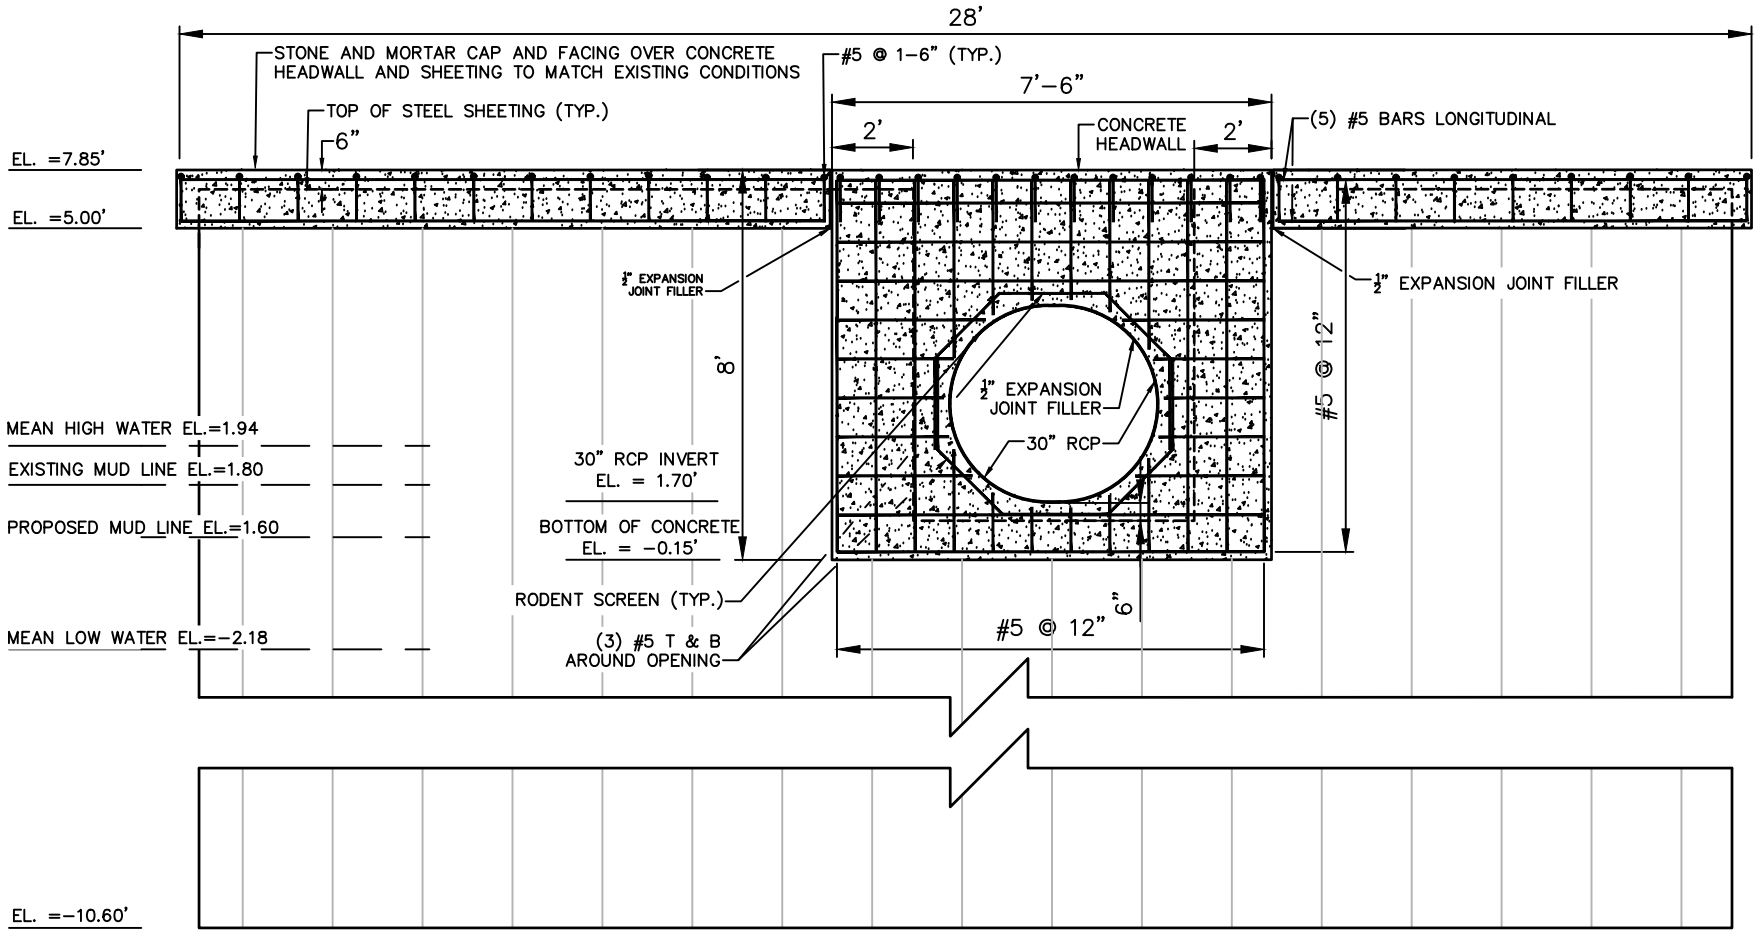 28'
STONE AND MORTAR CAP AND FACING OVER CONCRETE
HEADWALL AND SHEETING TO MATCH EXISTING CONDITIONS
#5 @ 1-6" (TYP.)
7'-6"
TOP OF STEEL SHEETING (TYP.)
6"
2'
CONCRETE
HEADWALL
2'
(5) #5 BARS LONGITUDINAL
EL. =7.85'
EL. =5.00'
½" EXPANSION
JOINT FILLER
½" EXPANSION JOINT FILLER
8'
#5 @ 12"
½" EXPANSION
JOINT FILLER
30" RCP
MEAN HIGH WATER EL.=1.94
EXISTING MUD LINE EL.=1.80
30" RCP INVERT
EL. = 1.70'
PROPOSED MUD LINE EL.=1.60
BOTTOM OF CONCRETE
EL. = -0.15'
RODENT SCREEN (TYP.)
6"
#5 @ 12"
MEAN LOW WATER EL.=-2.18
(3) #5 T & B
AROUND OPENING
EL. =-10.60'